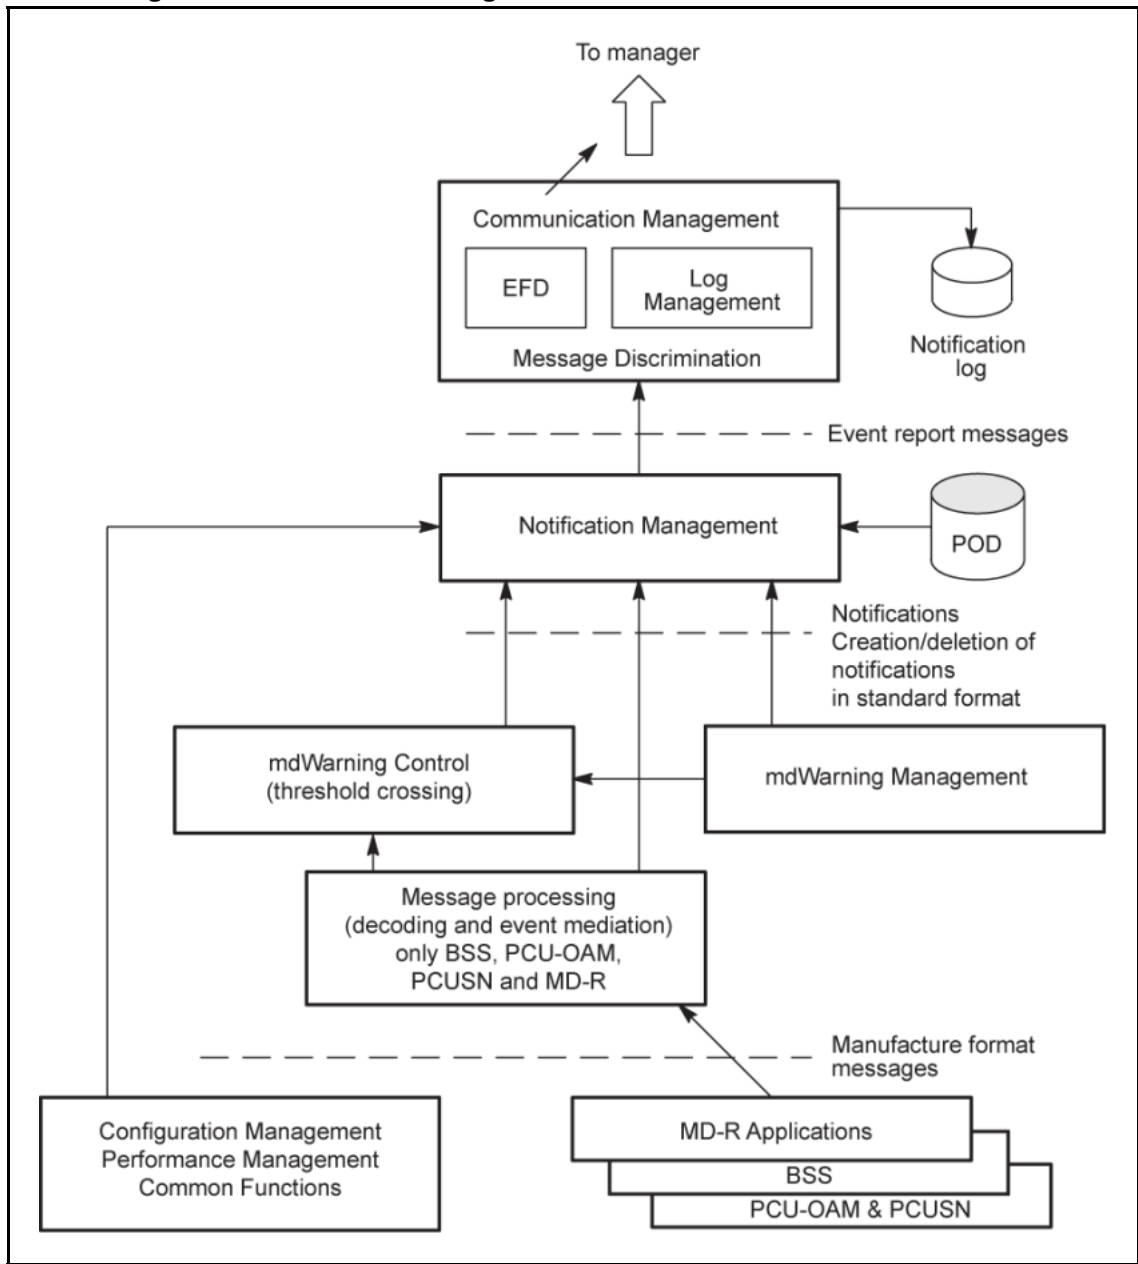 To manager
Communication Management
EFD
Log
Management
Message Discrimination
Notification
log
Event report messages
Notification Management
POD
Notifications
Creation/deletion of
notifications
in standard format
mdWarning Control
(threshold crossing)
mdWarning Management
Message processing
(decoding and event mediation)
only BSS, PCU-OAM,
PCUSN and MD-R
Manufacture format
messages
Configuration Management
Performance Management
Common Functions
MD-R Applications
BSS
PCU-OAM & PCUSN